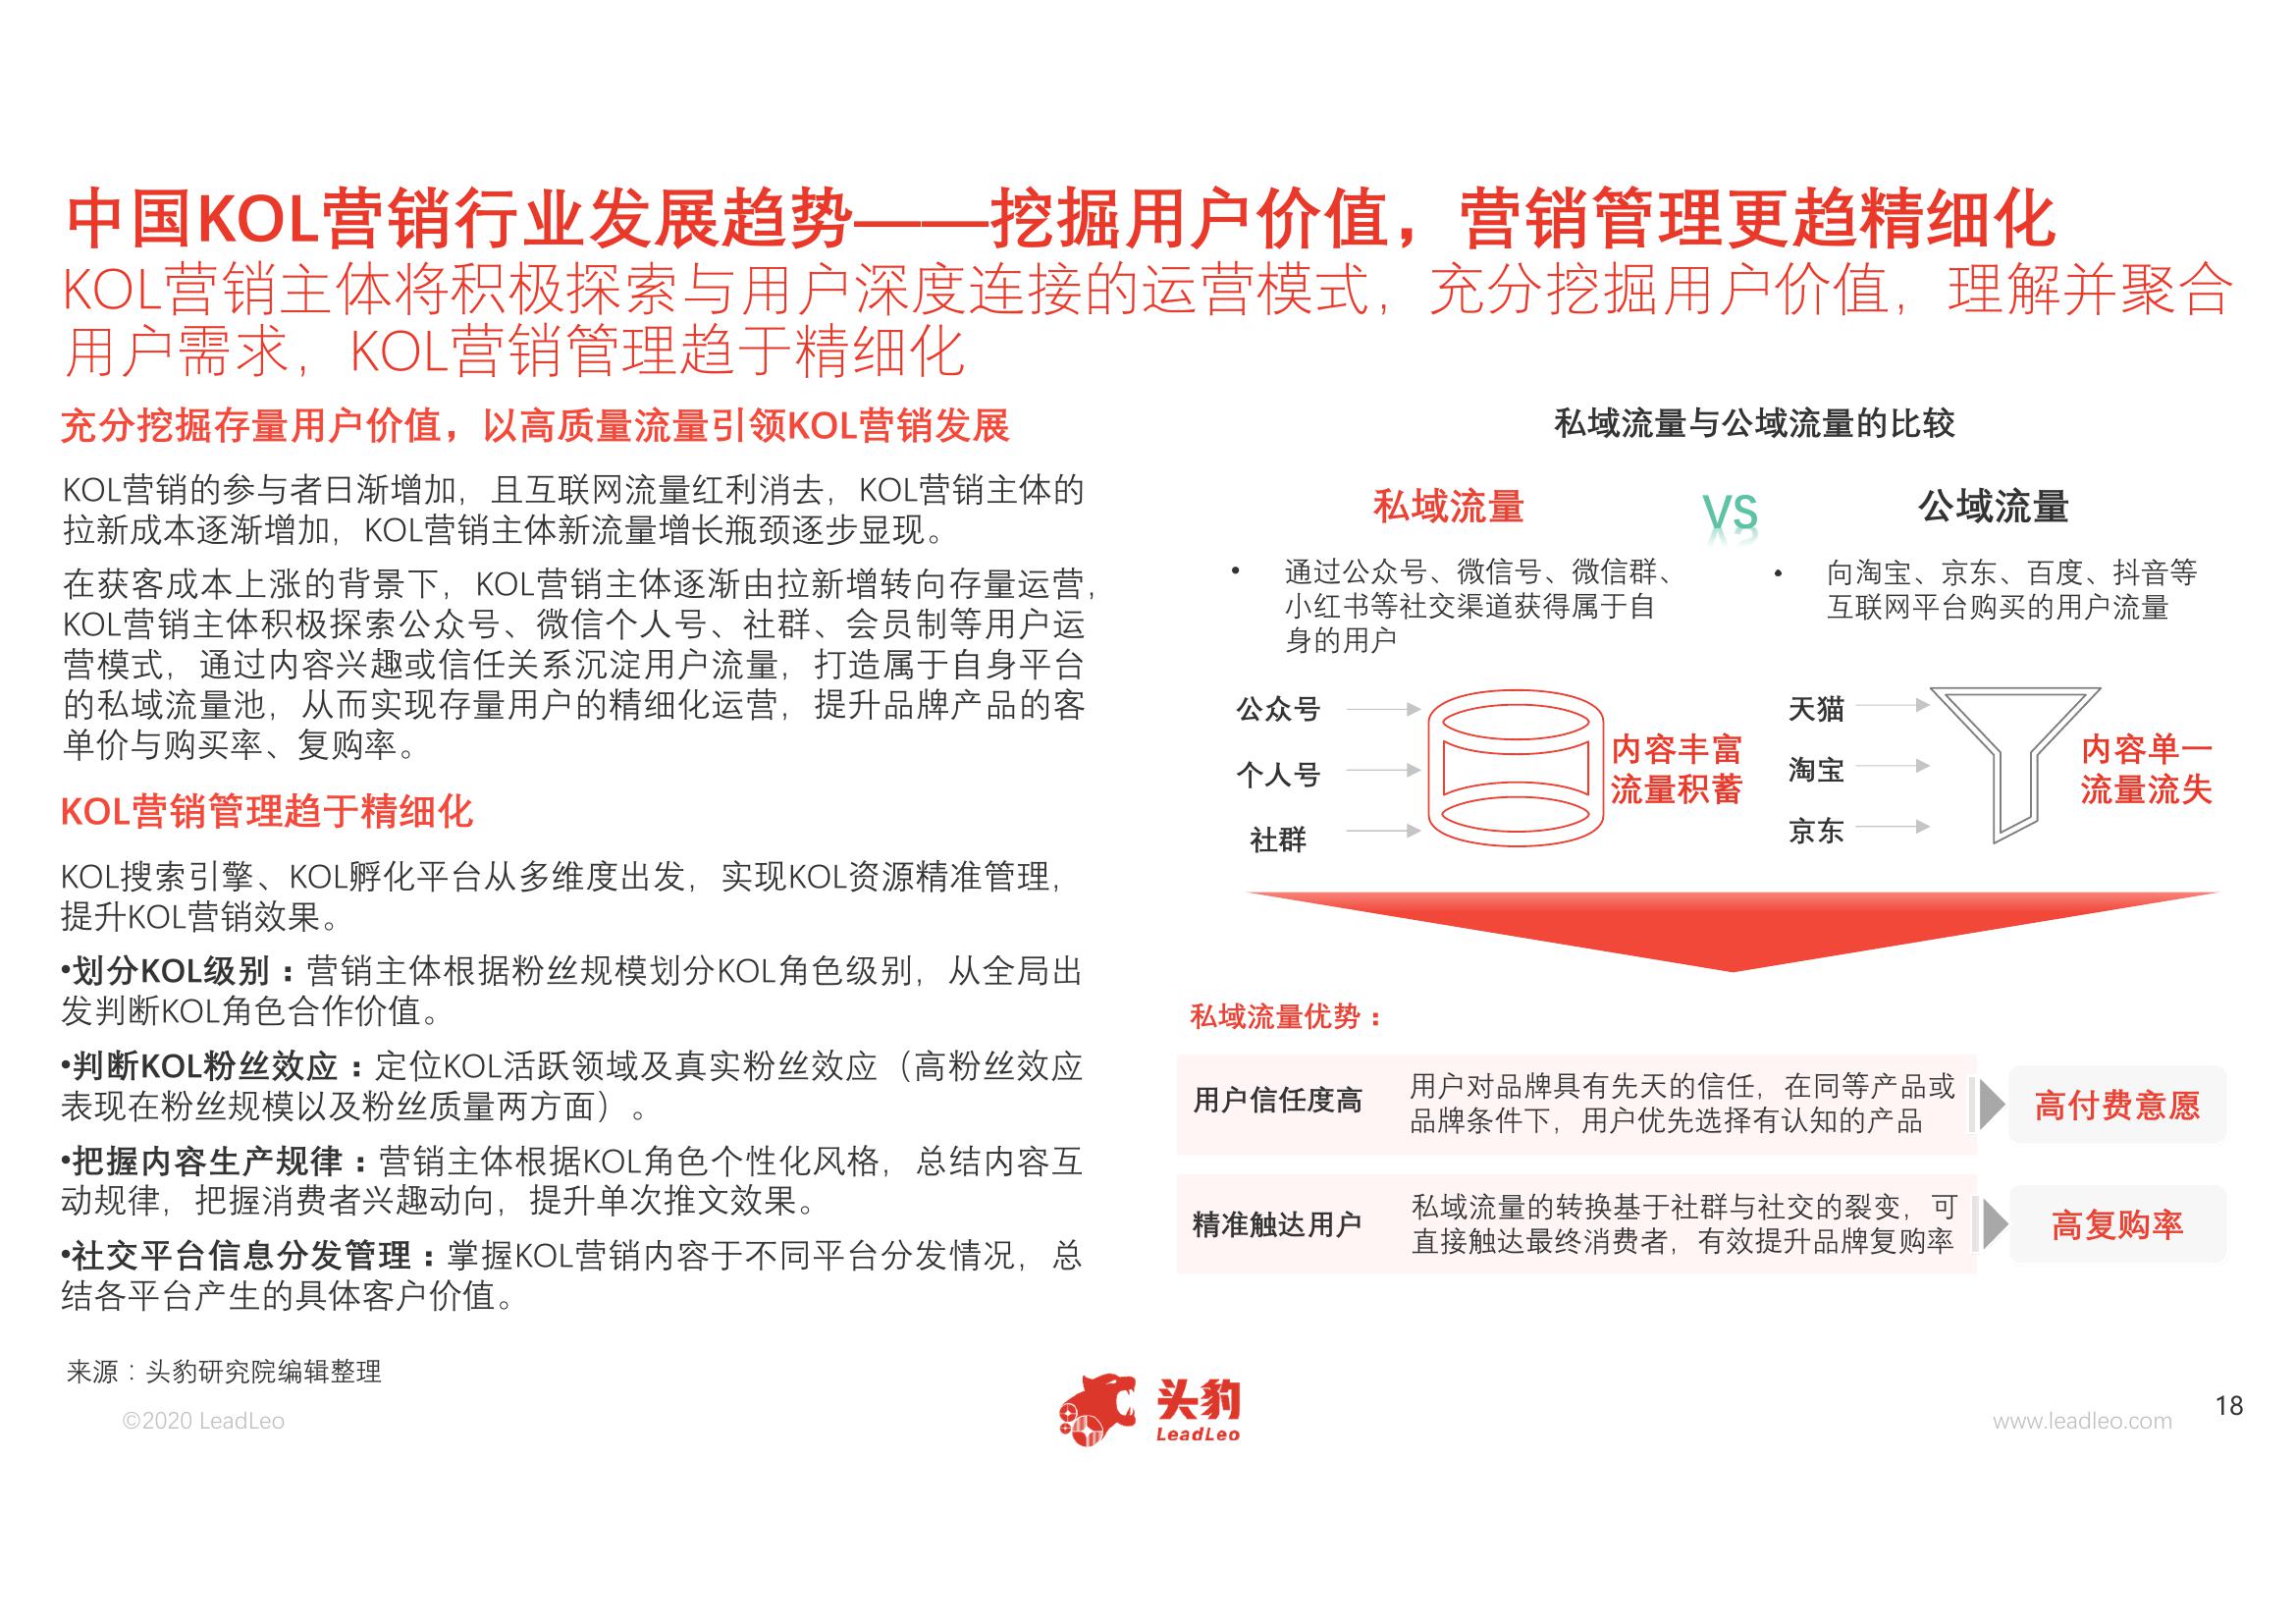 中国KOL营销行业发展趋势——挖掘用户价值，营销管理更趋精细化
KOL营销主体将积极探索与用户深度连接的运营模式，充分挖掘用户价值，理解并聚合
用户需求，KOL营销管理趋于精细化
充分挖掘存量用户价值，以高质量流量引领KOL营销发展
KOL营销的参与者日渐增加，且互联网流量红利消去，KOL营销主体的
拉新成本逐渐增加，KOL营销主体新流量增长瓶颈逐步显现。
在获客成本上涨的背景下，KOL营销主体逐渐由拉新增转向存量运营，
KOL营销主体积极探索公众号、微信个人号、社群、会员制等用户运
营模式，通过内容兴趣或信任关系沉淀用户流量，打造属于自身平台
的私域流量池，从而实现存量用户的精细化运营，提升品牌产品的客
单价与购买率、复购率。
KOL营销管理趋于精细化
KOL搜索引擎、KOL孵化平台从多维度出发，实现KOL资源精准管理，
提升KOL营销效果。
•划分KOL级别：营销主体根据粉丝规模划分KOL角色级别，从全局出
发判断KOL角色合作价值。
•判断KOL粉丝效应：定位KOL活跃领域及真实粉丝效应（高粉丝效应
表现在粉丝规模以及粉丝质量两方面）。
•把握内容生产规律：营销主体根据KOL角色个性化风格，总结内容互
动规律，把握消费者兴趣动向，提升单次推文效果。
•社交平台信息分发管理：掌握KOL营销内容于不同平台分发情况，总
结各平台产生的具体客户价值。
私域流量与公域流量的比较
私域流量
VS
公域流量
• 通过公众号、微信号、微信群、
小红书等社交渠道获得属于自
身的用户
• 向淘宝、京东、百度、抖音等
互联网平台购买的用户流量
公众号
个人号
社群
内容丰富
流量积蓄
天猫
淘宝
京东
内容单一
流量流失
私域流量优势：
用户信任度高
用户对品牌具有先天的信任，在同等产品或
品牌条件下，用户优先选择有认知的产品
高付费意愿
精准触达用户
私域流量的转换基于社群与社交的裂变，可
直接触达最终消费者，有效提升品牌复购率
高复购率
来源：头豹研究院编辑整理
©2020 LeadLeo
头豹
LeadLeo
www.leadleo.com
18